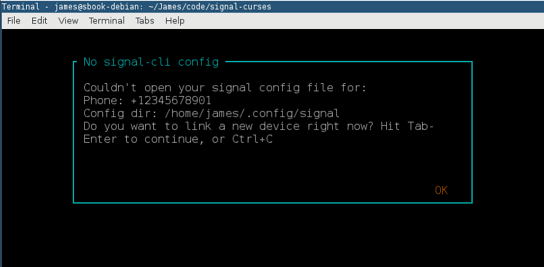 Terminal - james@sbook-debian: ~/James/code/signal-curses
File Edit View Terminal Tabs Help
No signal-cli config
Couldn't open your signal config file for:
Phone: +12345678901
Config dir: /home/james/.config/signal
Do you want to link a new device right now? Hit Tab-
Enter to continue, or Ctrl+C
OK